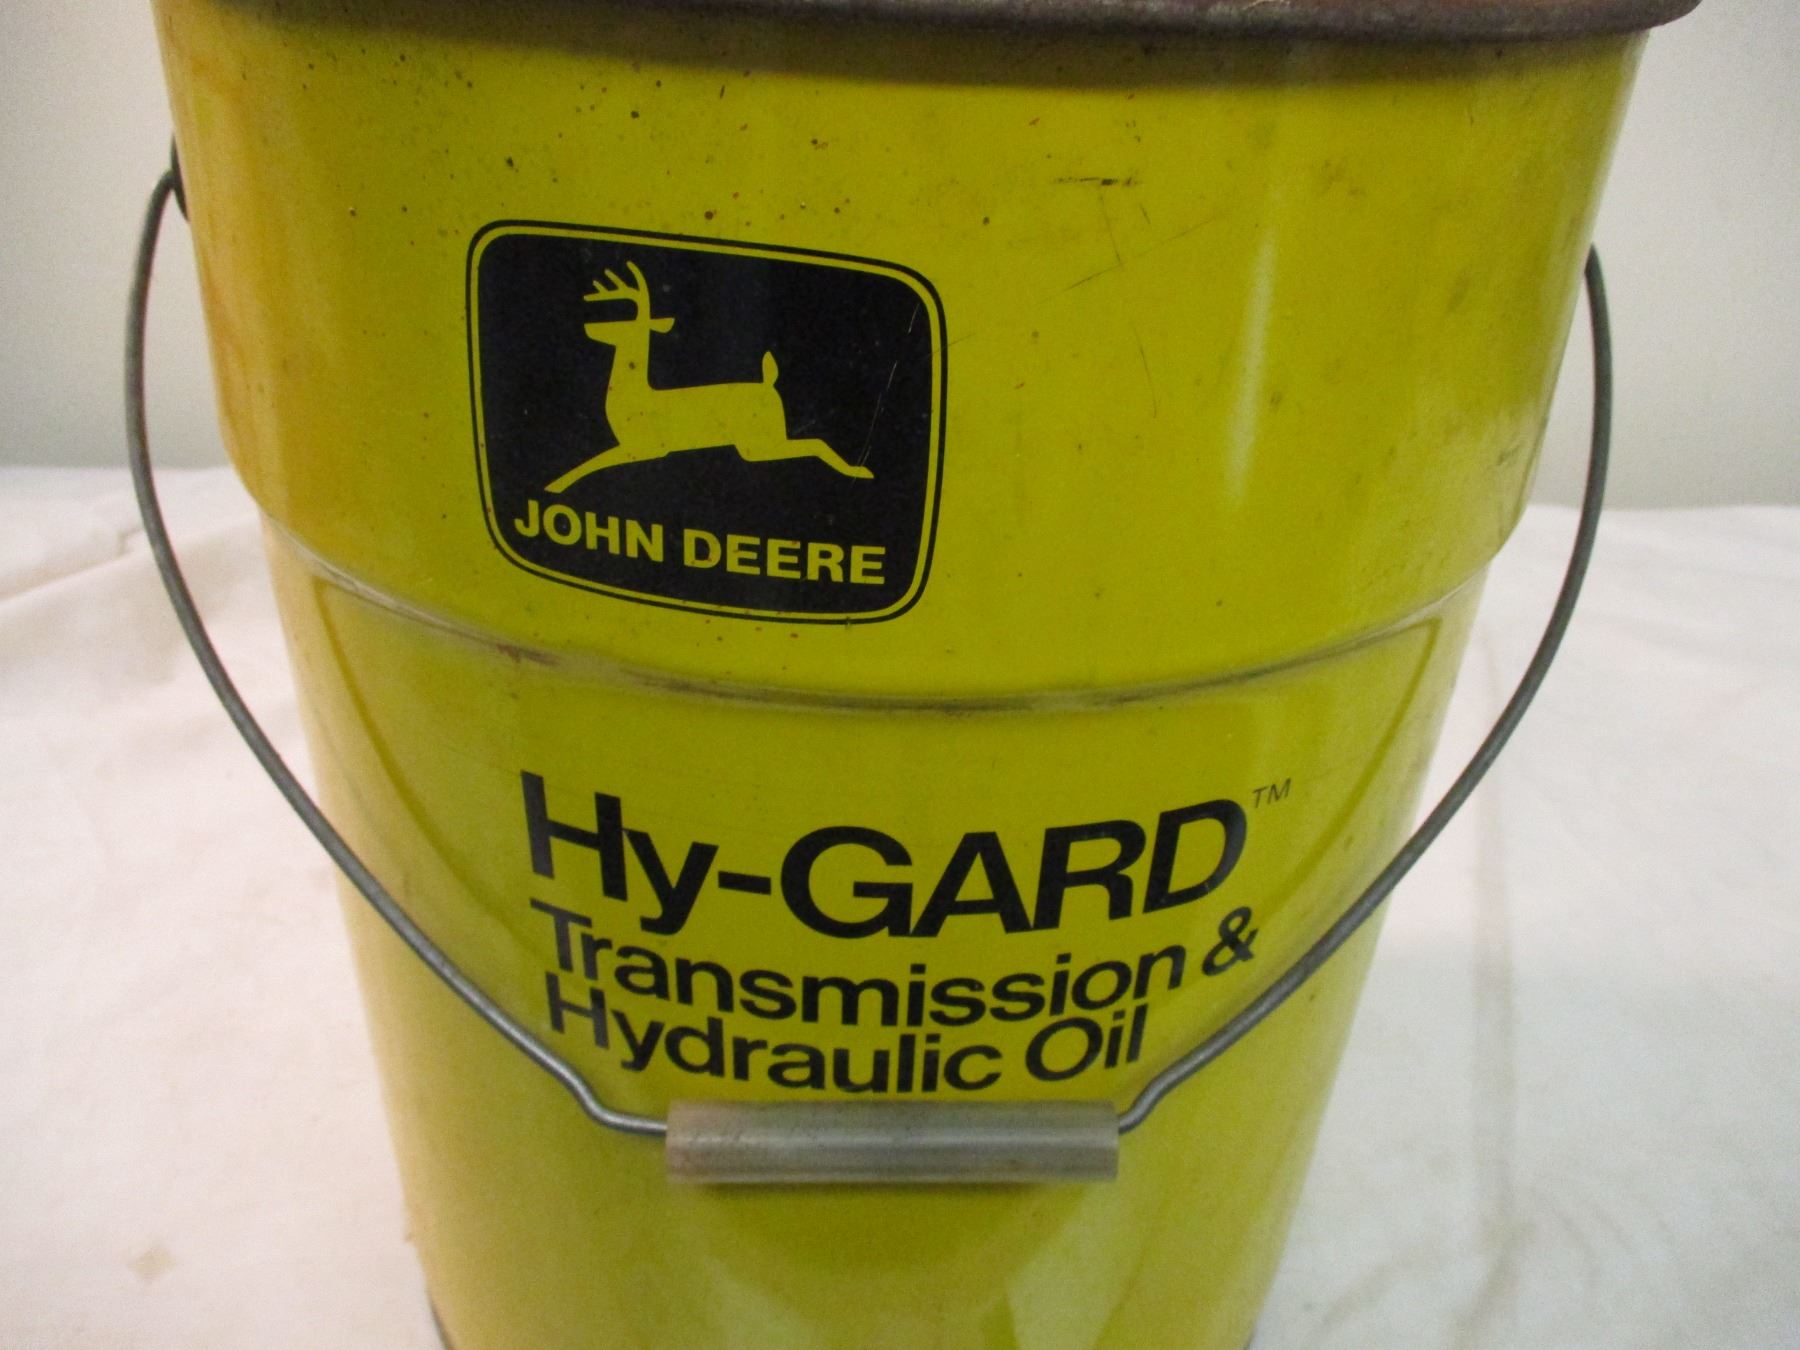 JOHN DEERE
Hy-GARD™
Transmission &
Hydraulic Oil